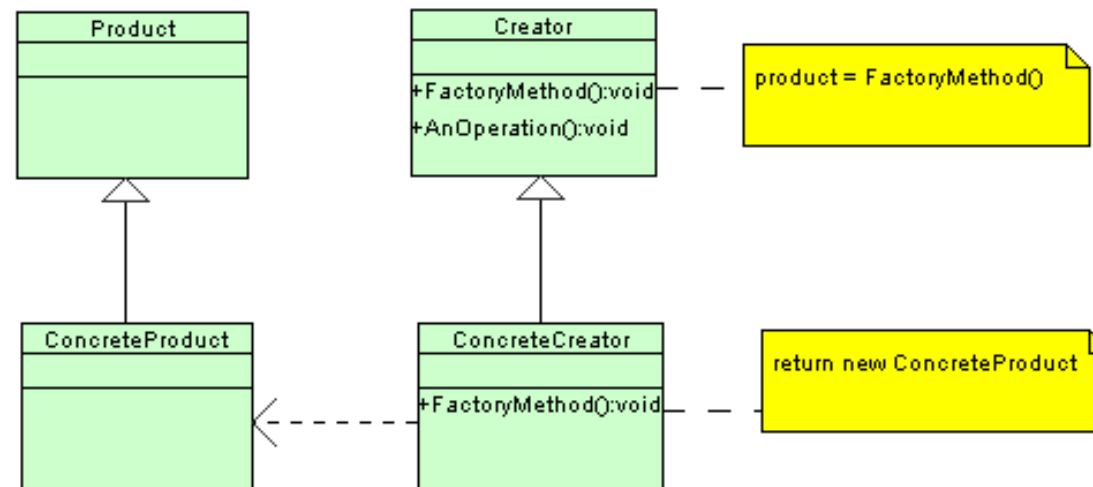 Product
Creator
+FactoryMethod():void
+AnOperation():void
product = FactoryMethod()
ConcreteProduct
ConcreteCreator
+FactoryMethod():void
return new ConcreteProduct